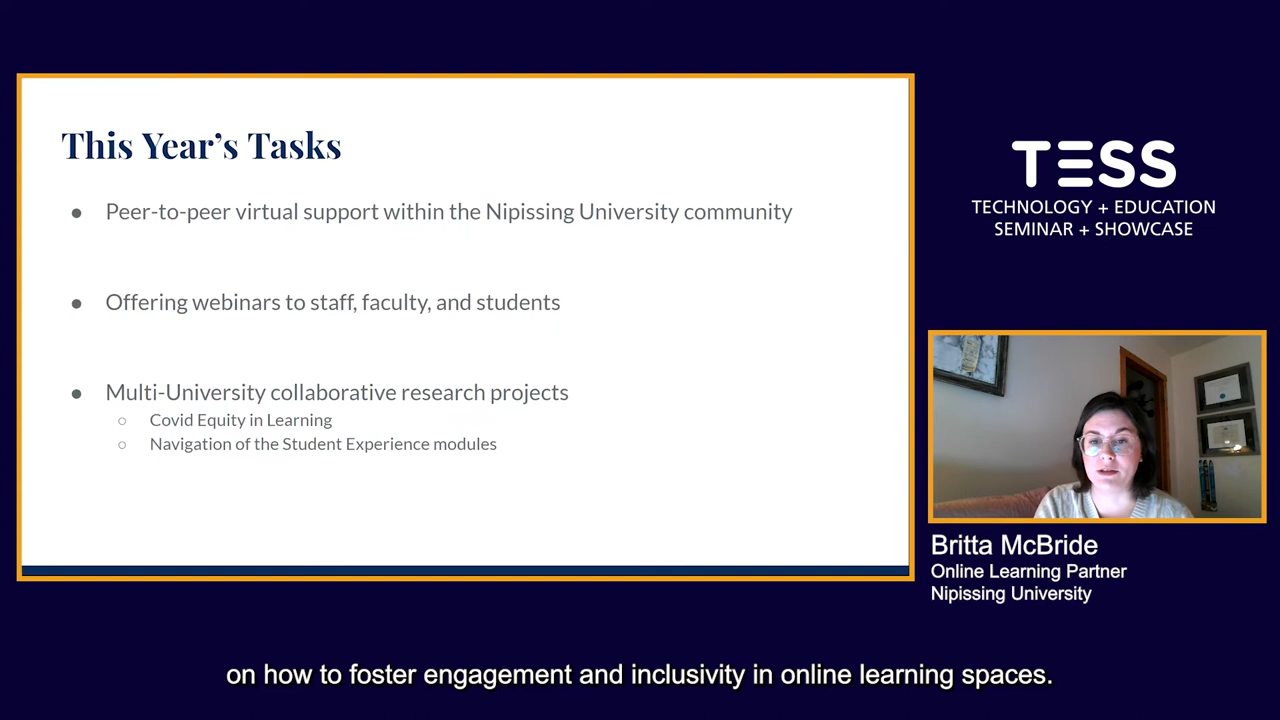 This Year's Tasks
● Peer-to-peer virtual support within the Nipissing University community
● Offering webinars to staff, faculty, and students
● Multi-University collaborative research projects
○ Covid Equity in Learning
○ Navigation of the Student Experience modules
TESS
TECHNOLOGY + EDUCATION
SEMINAR + SHOWCASE
Britta McBride
Online Learning Partner
Nipissing University
on how to foster engagement and inclusivity in online learning spaces.